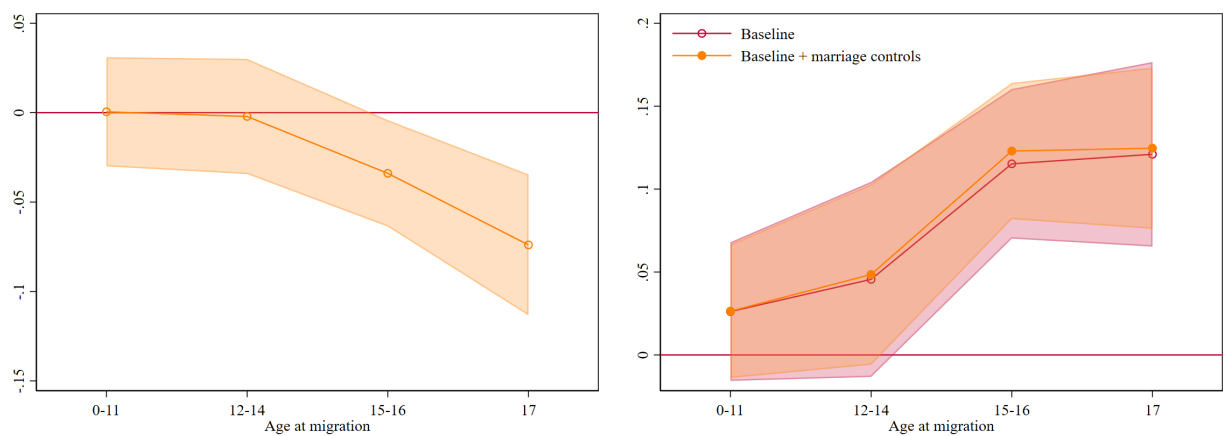 .05
0
-.05
-.1
-.15
0-11 12-14 15-16 17
Age at migration
Baseline
Baseline + marriage controls
.2
.15
.1
.05
0
0-11 12-14 15-16 17
Age at migration